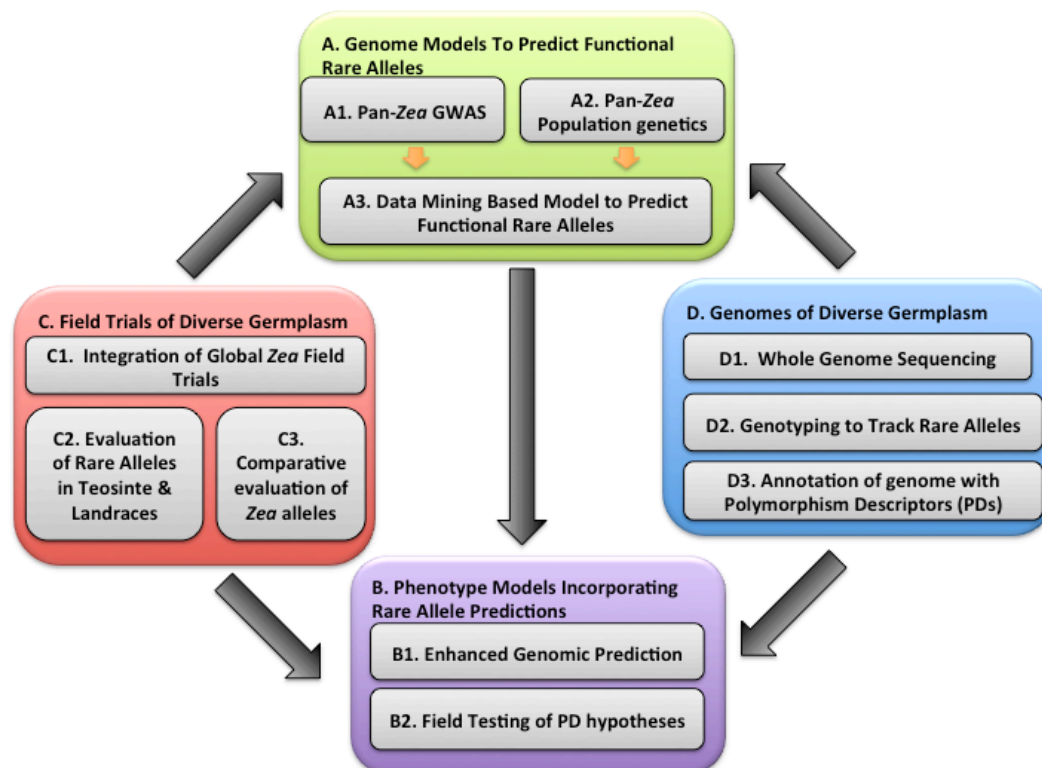 A. Genome Models To Predict Functional
Rare Alleles
A1. Pan-Zea GWAS
A2. Pan-Zea
Population genetics
A3. Data Mining Based Model to Predict
Functional Rare Alleles
C. Field Trials of Diverse Germplasm
C1. Integration of Global Zea Field
Trials
C2. Evaluation
of Rare Alleles
in Teosinte &
Landraces
C3.
Comparative
evaluation of
Zea alleles
D. Genomes of Diverse Germplasm
D1. Whole Genome Sequencing
D2. Genotyping to Track Rare Alleles
D3. Annotation of genome with
Polymorphism Descriptors (PDs)
B. Phenotype Models Incorporating
Rare Allele Predictions
B1. Enhanced Genomic Prediction
B2. Field Testing of PD hypotheses